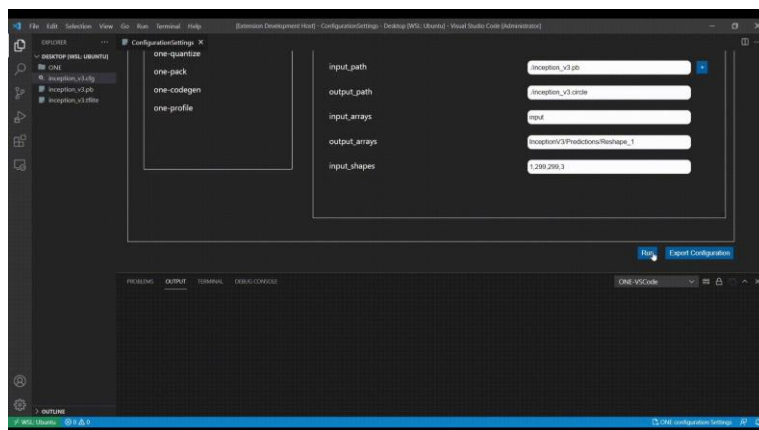 File Edit Selection View Go Run Terminal Help
[Extension Development Host] - ConfigurationSettings - Desktop [WSL: Ubuntu] - Visual Studio Code [Administrator]
EXPLORER
ConfigurationSettings
DESKTOP [WSL: UBUNTU]
ONE
inception_v3.cfg
inception_v3.pb
inception_v3.tflite
one-quantize
one-pack
one-codegen
one-profile
input_path
./inception_v3.pb
+
output_path
./inception_v3.circle
input_arrays
input
output_arrays
InceptionV3/Predictions/Reshape_1
input_shapes
1,299,299,3
Run
Export Configuration
PROBLEMS OUTPUT TERMINAL DEBUG CONSOLE
ONE-VSCode
OUTLINE
WSL: Ubuntu 0 0
ONE configuration Settings